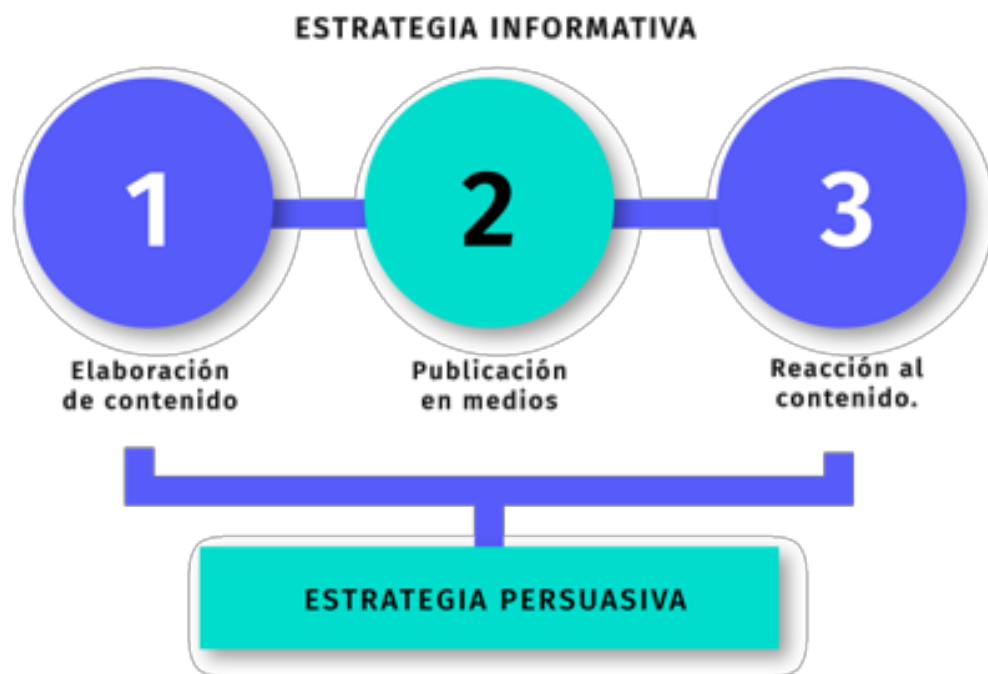 ESTRATEGIA INFORMATIVA
1
2
3
Elaboración
de contenido
Publicación
en medios
Reacción al
contenido.
ESTRATEGIA PERSUASIVA